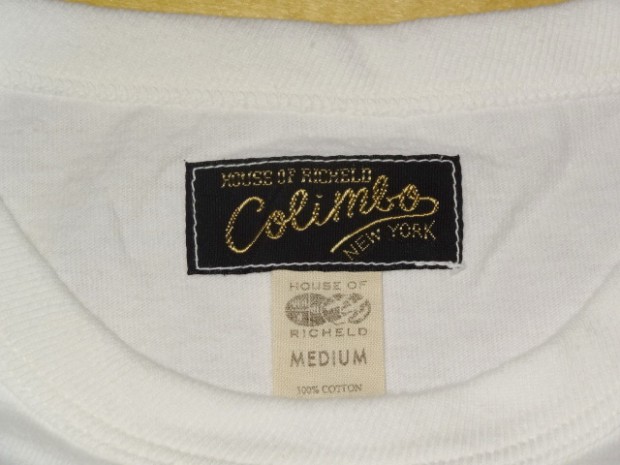 HOUSE OF RICHELD
Colimbo
NEW YORK
HOUSE OF
RICHELD
MEDIUM
100% COTTON